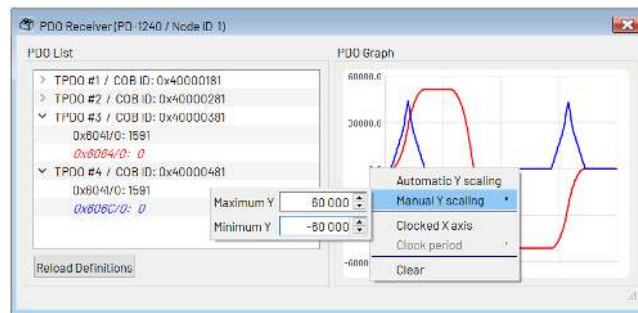 PDO Receiver (PD-1240 / Node ID 1)
PDO List
TPDO #1 / COB ID: 0x40000181
TPDO #2 / COB ID: 0x40000281
TPDO #3 / COB ID: 0x40000381
0x6041/0: 1591
0x6064/0: 0
TPDO #4 / COB ID: 0x40000481
0x6041/0: 1591
0x606C/0: 0
Reload Definitions
PDO Graph
60000.0
30000.0
Maximum Y 60 000
Minimum Y -60 000
Automatic Y scaling
Manual Y scaling
Clocked X axis
Clock period
Clear